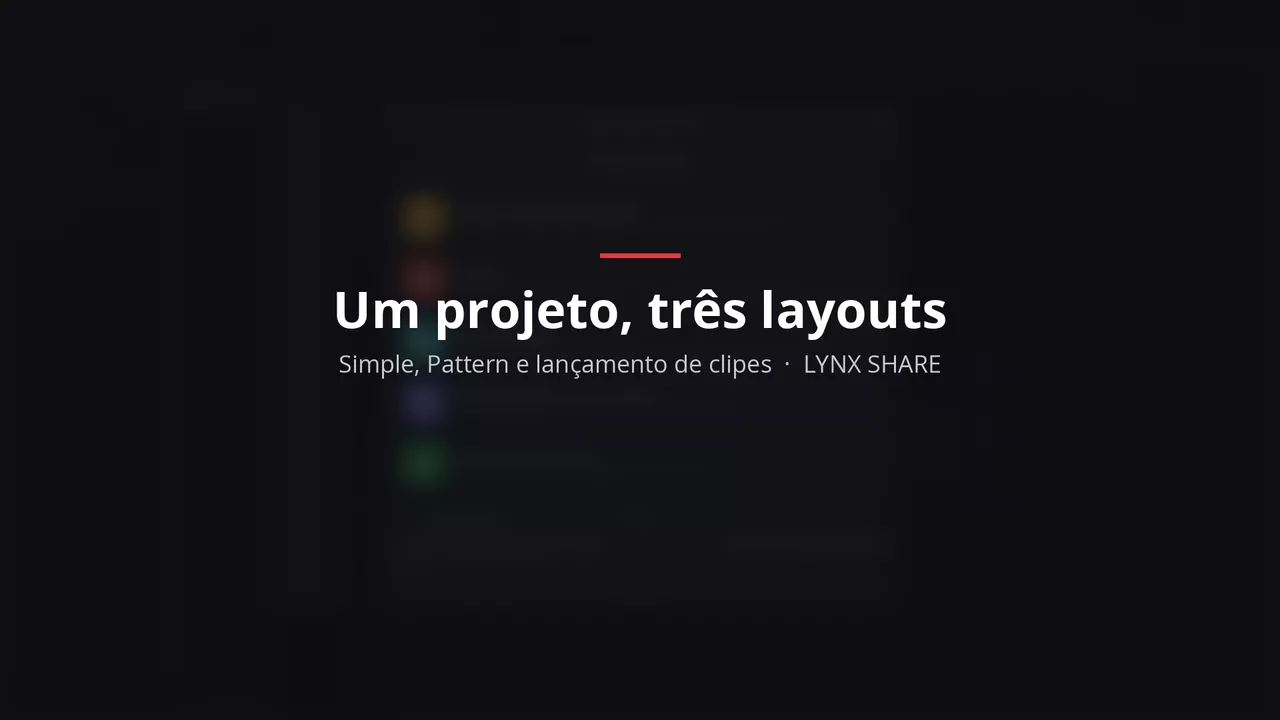 Um projeto, três layouts
Simple, Pattern e lançamento de clipes · LYNX SHARE